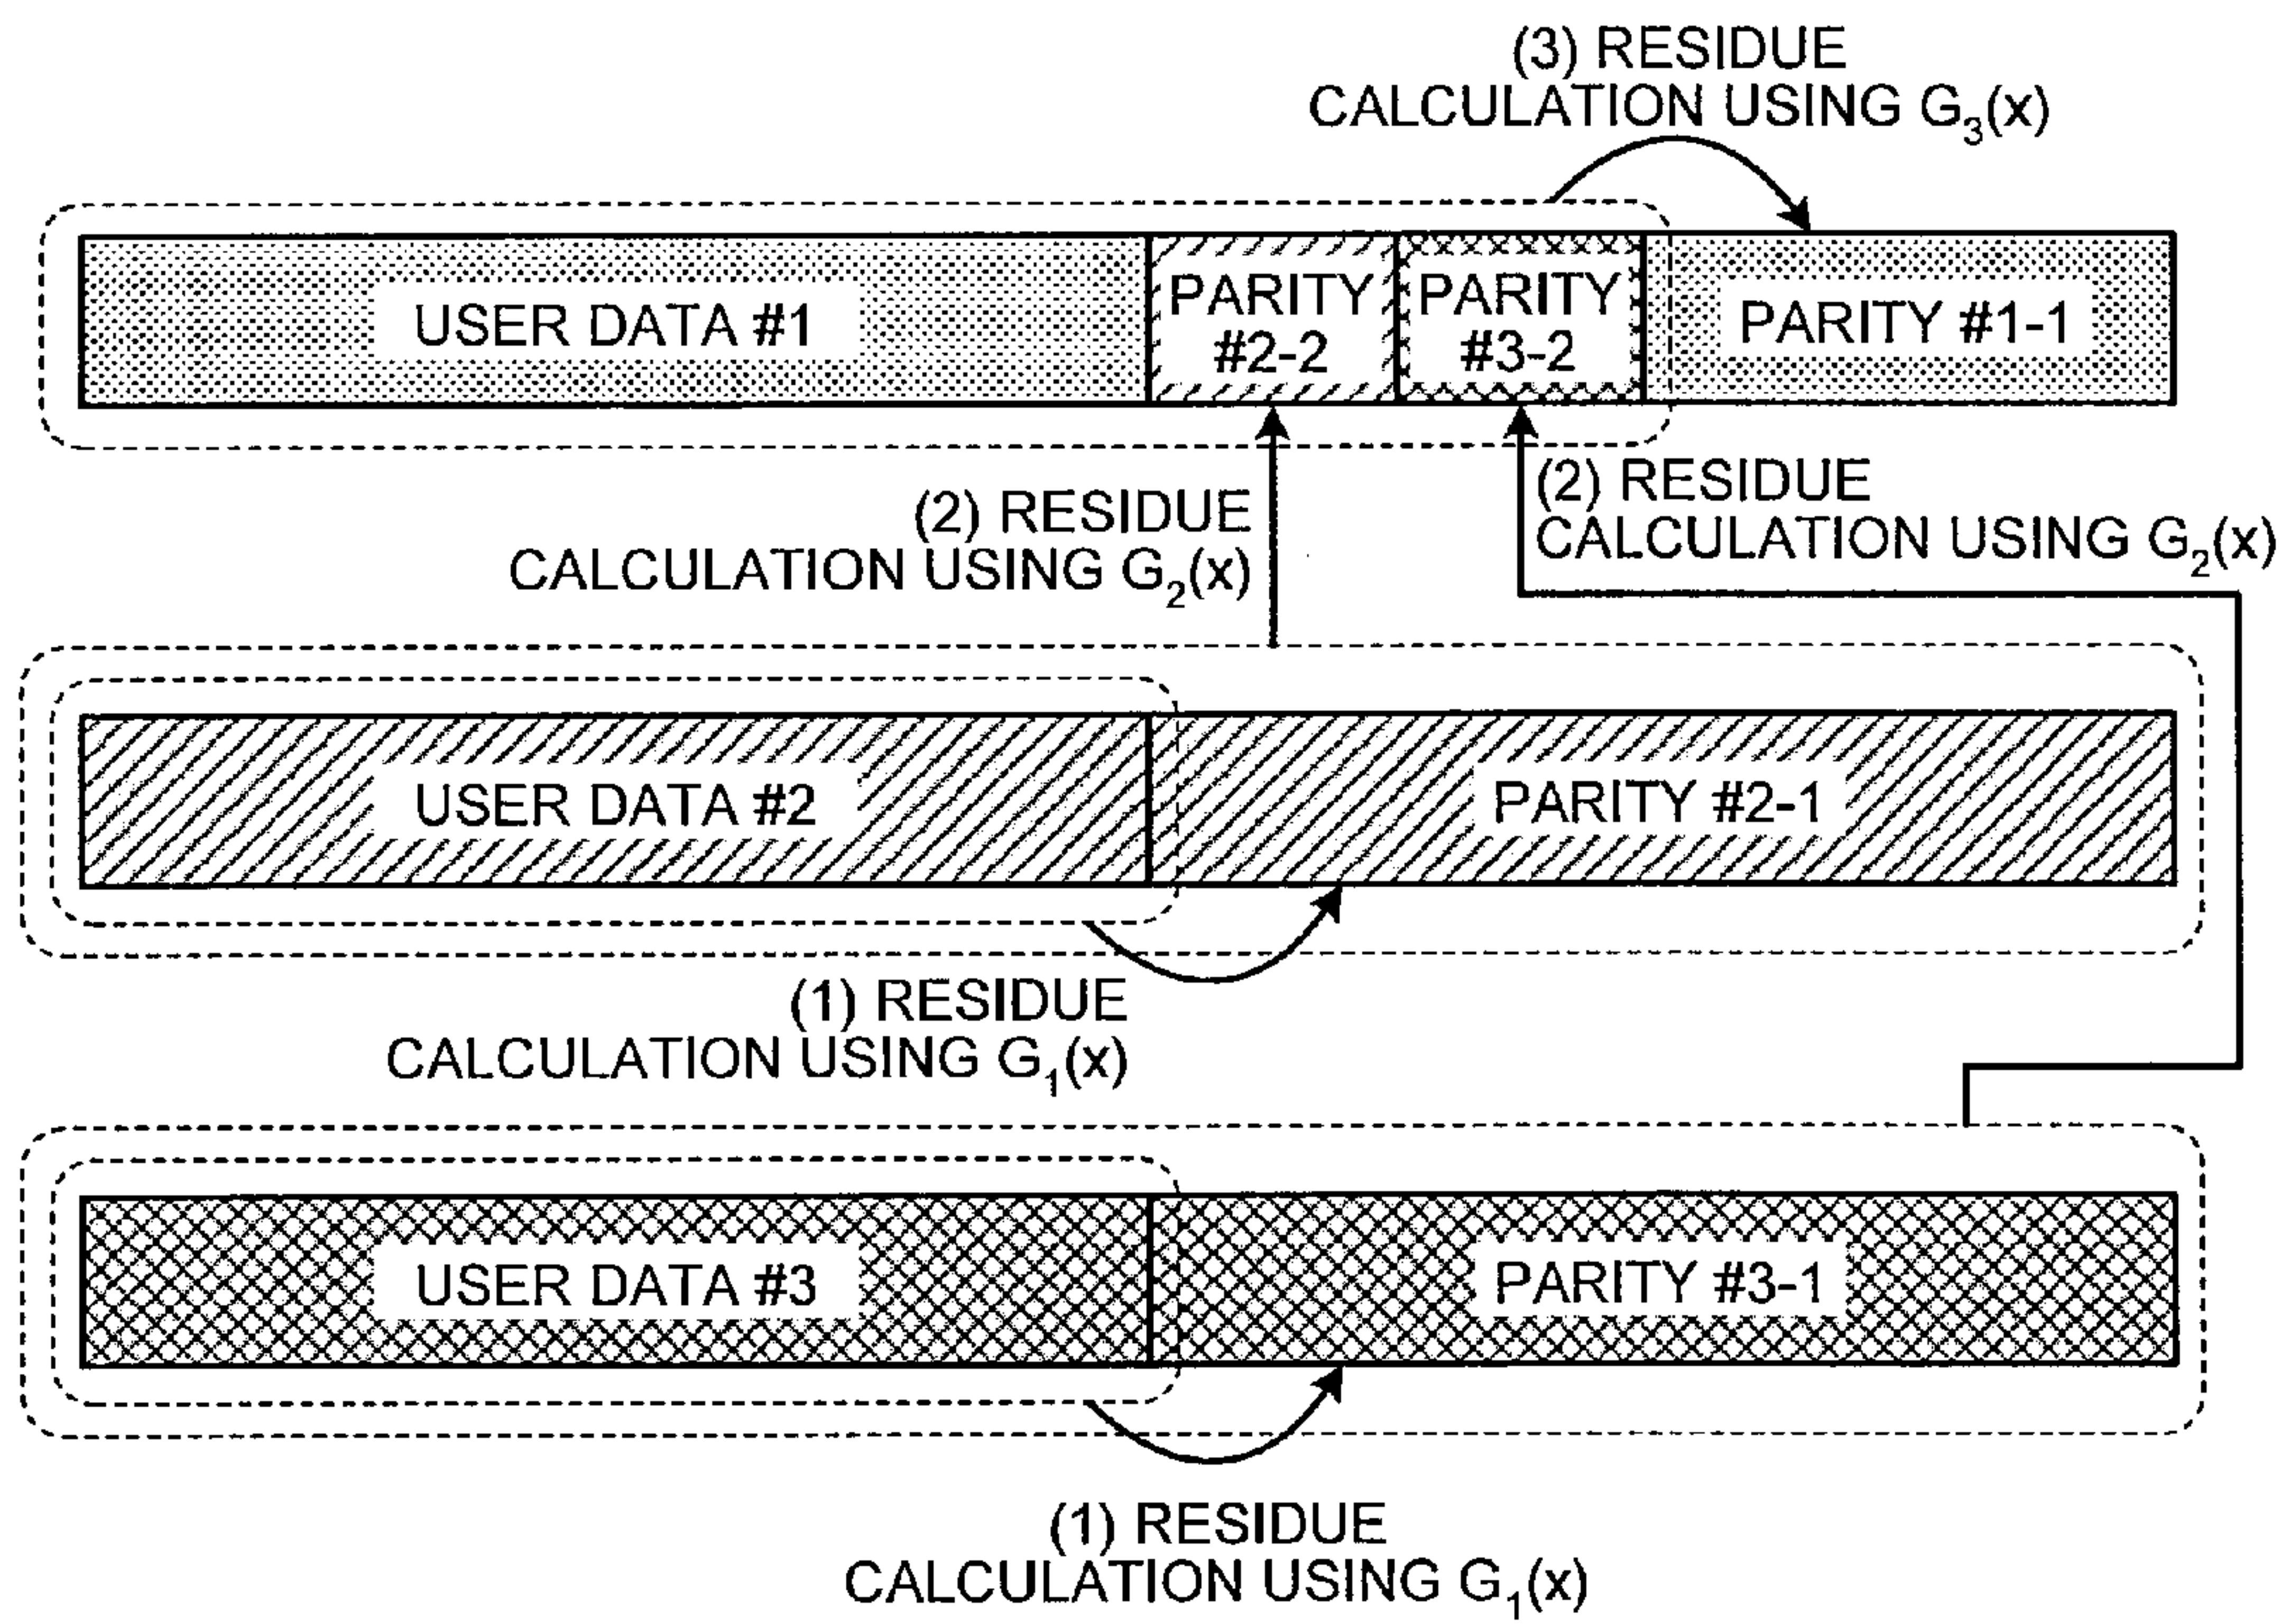 (3) RESIDUE
CALCULATION USING G₃(x)
USER DATA #1
PARITY
#2-2
PARITY
#3-2
PARITY #1-1
(2) RESIDUE
CALCULATION USING G₂(x)
(2) RESIDUE
CALCULATION USING G₂(x)
USER DATA #2
PARITY #2-1
(1) RESIDUE
CALCULATION USING G₁(x)
USER DATA #3
PARITY #3-1
(1) RESIDUE
CALCULATION USING G₁(x)